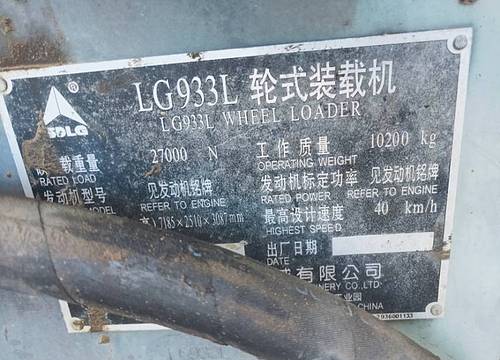 LG933L 轮式装载机
LG933L WHEEL LOADER
®
SDLG
载重量 27000 N 工作质量 10200 kg
RATED LOAD OPERATING WEIGHT
发动机型号 见发动机铭牌 发动机标定功率 见发动机铭牌
MODEL REFER TO ENGINE RATED POWER REFER TO ENGINE
高) 7185×2510×3087mm 最高设计速度 40 km/h
HIGHEST SPEED
出厂日期
DATE
有限公司
CO.,LTD.
业园
CHINA